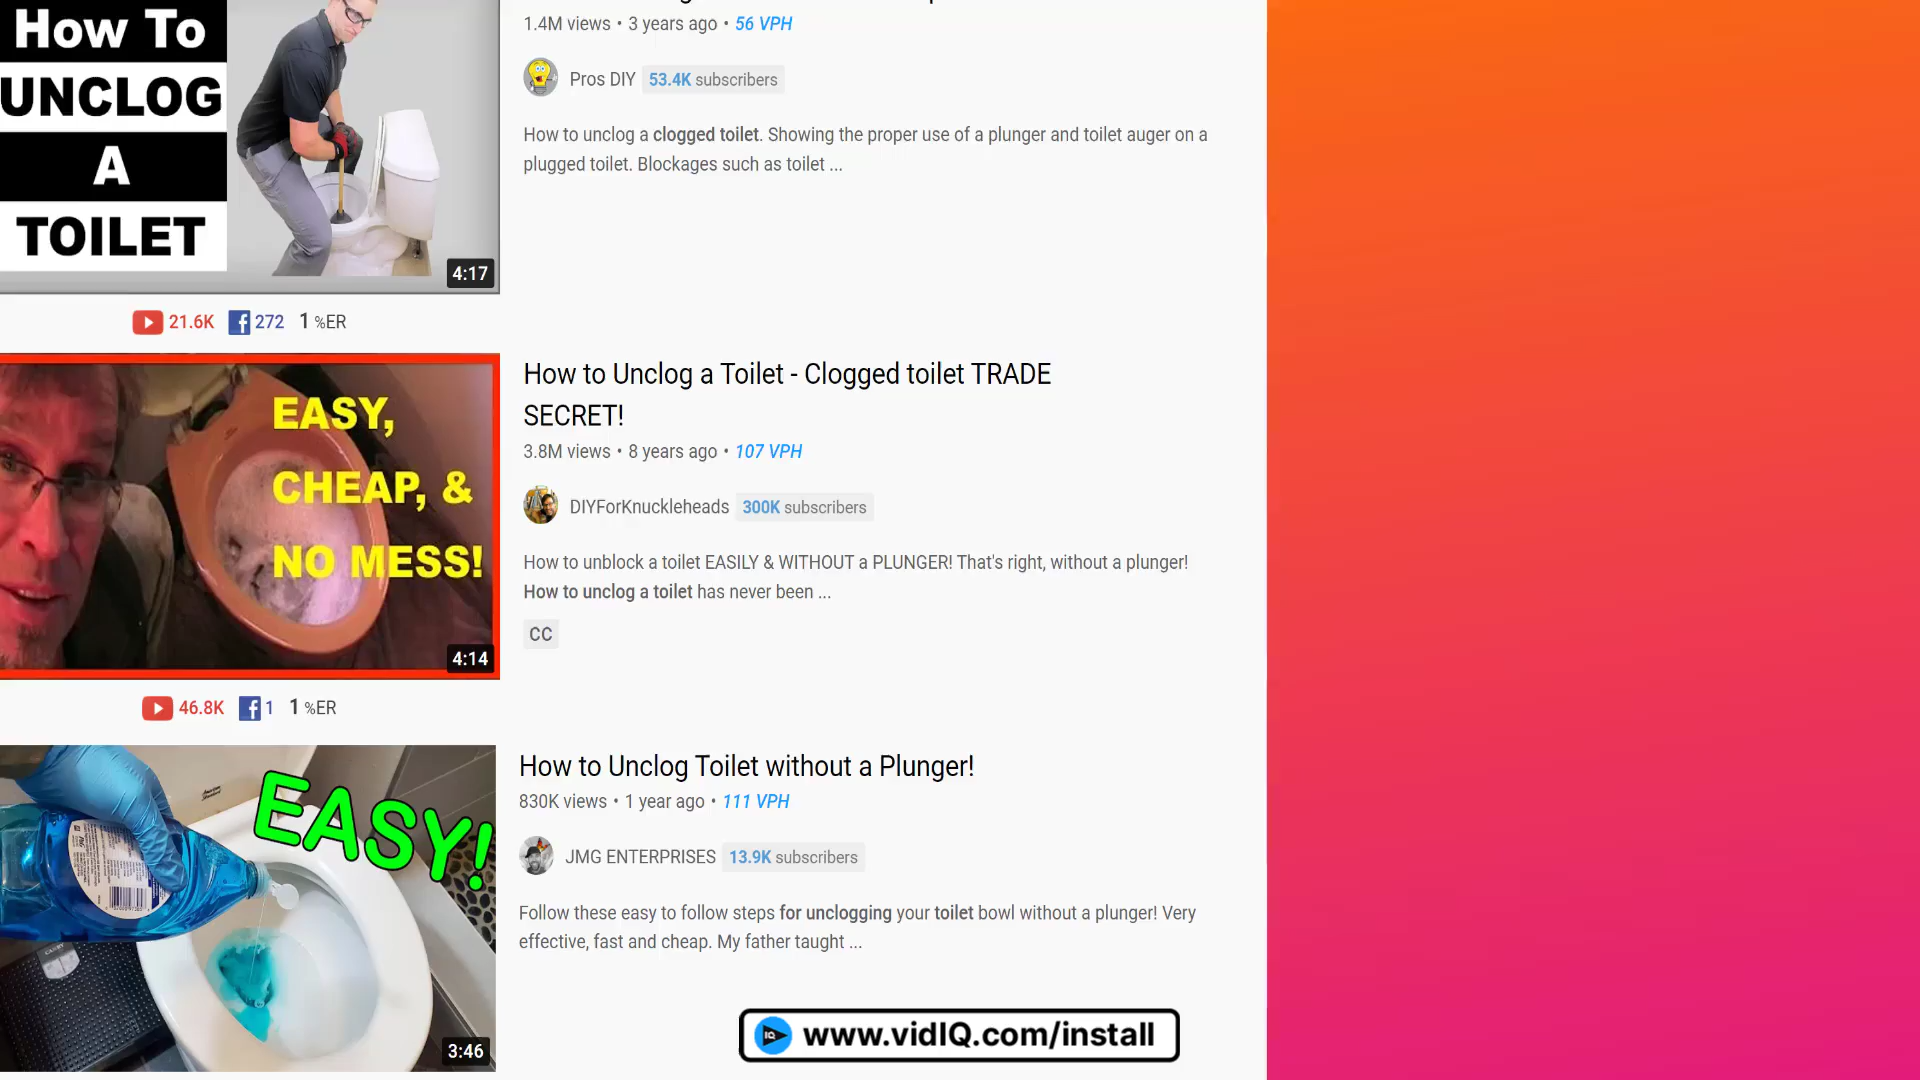 How To
UNCLOG
A
TOILET
4:17
1.4M views • 3 years ago • 56 VPH
Pros DIY 53.4K subscribers
How to unclog a clogged toilet. Showing the proper use of a plunger and toilet auger on a
plugged toilet. Blockages such as toilet ...
21.6K 272 1 %ER
EASY,
CHEAP, &
NO MESS!
4:14
How to Unclog a Toilet - Clogged toilet TRADE
SECRET!
3.8M views • 8 years ago • 107 VPH
DIYForKnuckleheads 300K subscribers
How to unblock a toilet EASILY & WITHOUT a PLUNGER! That's right, without a plunger!
How to unclog a toilet has never been ...
CC
46.8K 1 1 %ER
EASY!
3:46
How to Unclog Toilet without a Plunger!
830K views • 1 year ago • 111 VPH
JMG ENTERPRISES 13.9K subscribers
Follow these easy to follow steps for unclogging your toilet bowl without a plunger! Very
effective, fast and cheap. My father taught ...
www.vidIQ.com/install